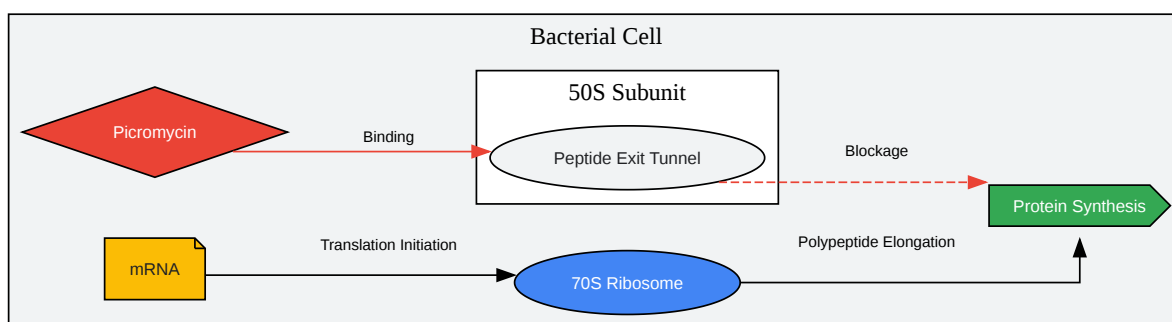 Bacterial Cell
50S Subunit
Picromycin
Binding
Peptide Exit Tunnel
Blockage
Protein Synthesis
mRNA
Translation Initiation
70S Ribosome
Polypeptide Elongation